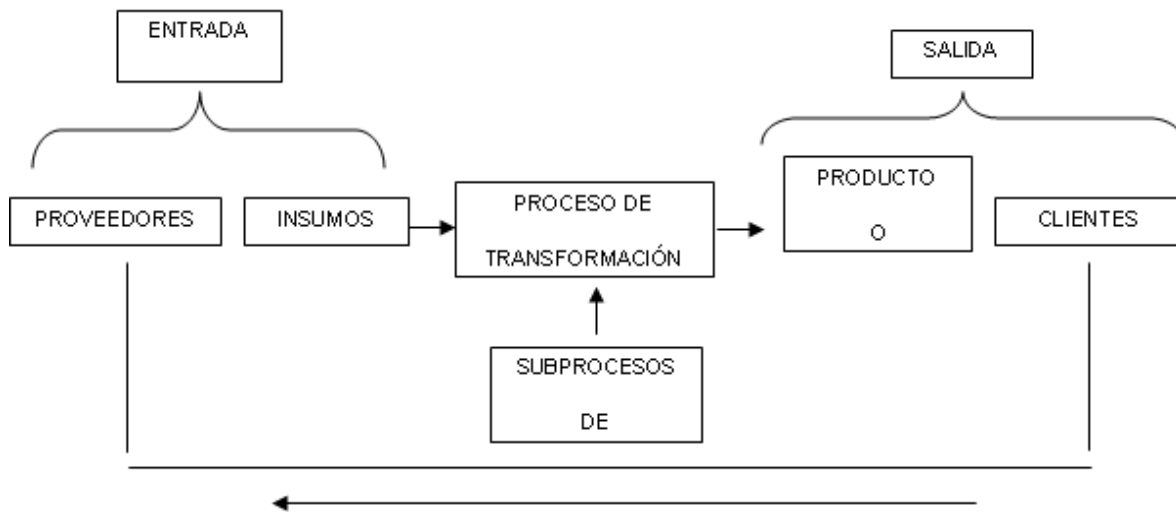 ENTRADA
SALIDA
PROVEEDORES
INSUMOS
PROCESO DE
TRANSFORMACIÓN
PRODUCTO
O
CLIENTES
SUBPROCESOS
DE